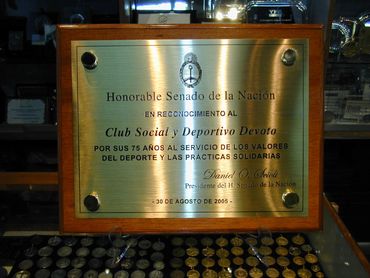 Honorable Senado de la Nación
EN RECONOCIMIENTO AL
Club Social y Deportivo Devoto
POR SUS 75 AÑOS AL SERVICIO DE LOS VALORES
DEL DEPORTE Y LAS PRÁCTICAS SOLIDARIAS
Daniel O. Scioli
Presidente del H. Senado de la Nación
- 30 DE AGOSTO DE 2005 -